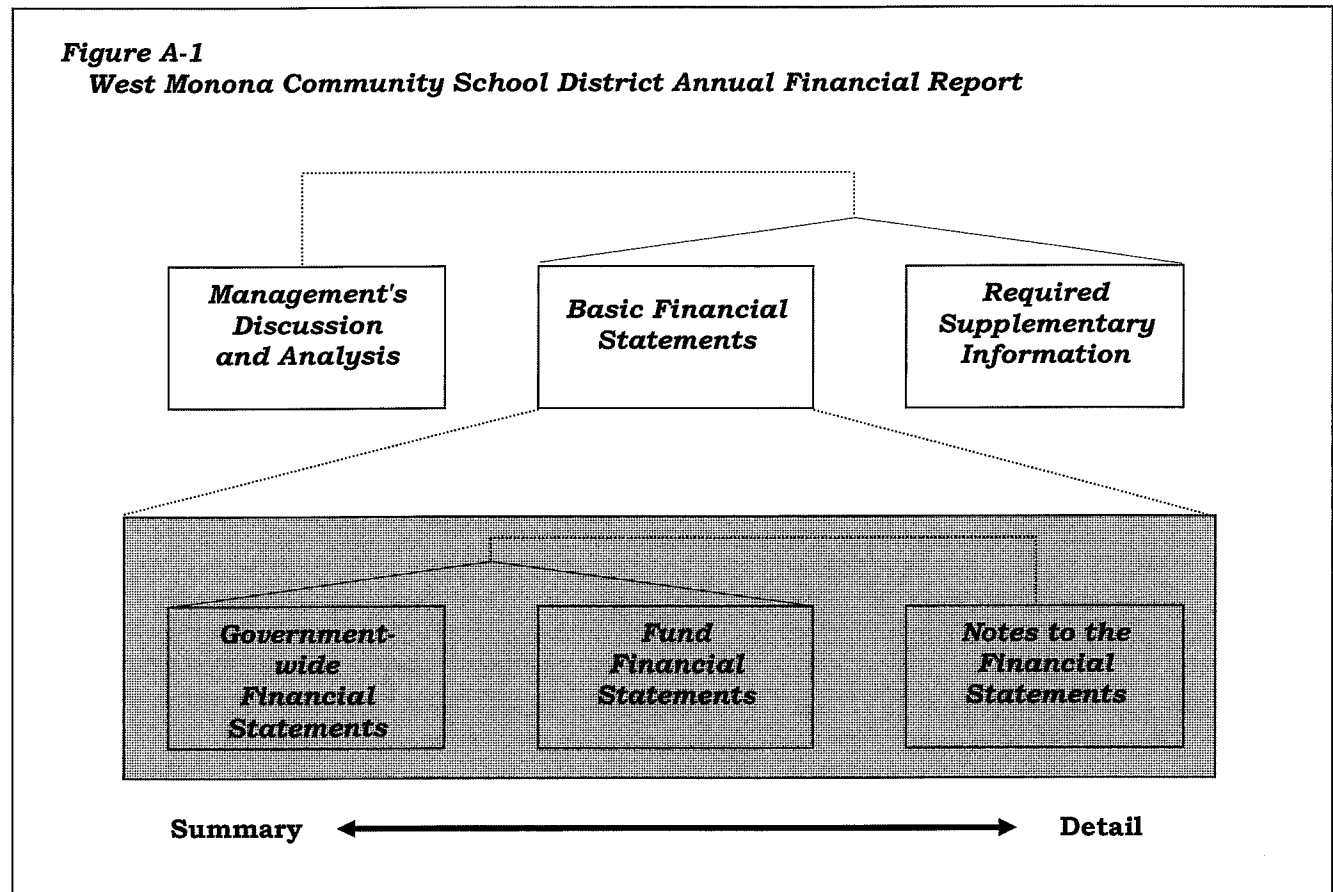 Figure A-1
West Monona Community School District Annual Financial Report
Management's
Discussion
and Analysis
Basic Financial
Statements
Required
Supplementary
Information
Government-
wide
Financial
Statements
Fund
Financial
Statements
Notes to the
Financial
Statements
Summary
Detail